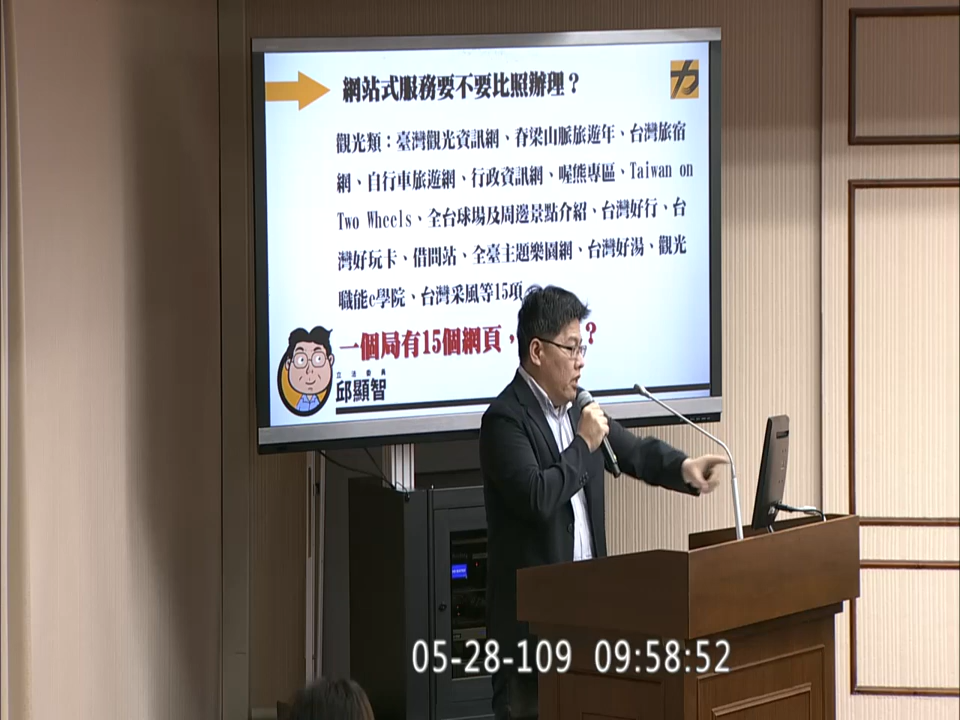 網站式服務要不要比照辦理？
力
觀光類：臺灣觀光資訊網、脊梁山脈旅遊年、台灣旅宿
網、自行車旅遊網、行政資訊網、喔熊專區、Taiwan on
Two Wheels、全台球場及周邊景點介紹、台灣好行、台
灣好玩卡、借問站、全臺主題樂園網、台灣好湯、觀光
職能e學院、台灣采風等15項
一個局有15個網頁，？
立法委員
邱顯智
05-28-109 09:58:52